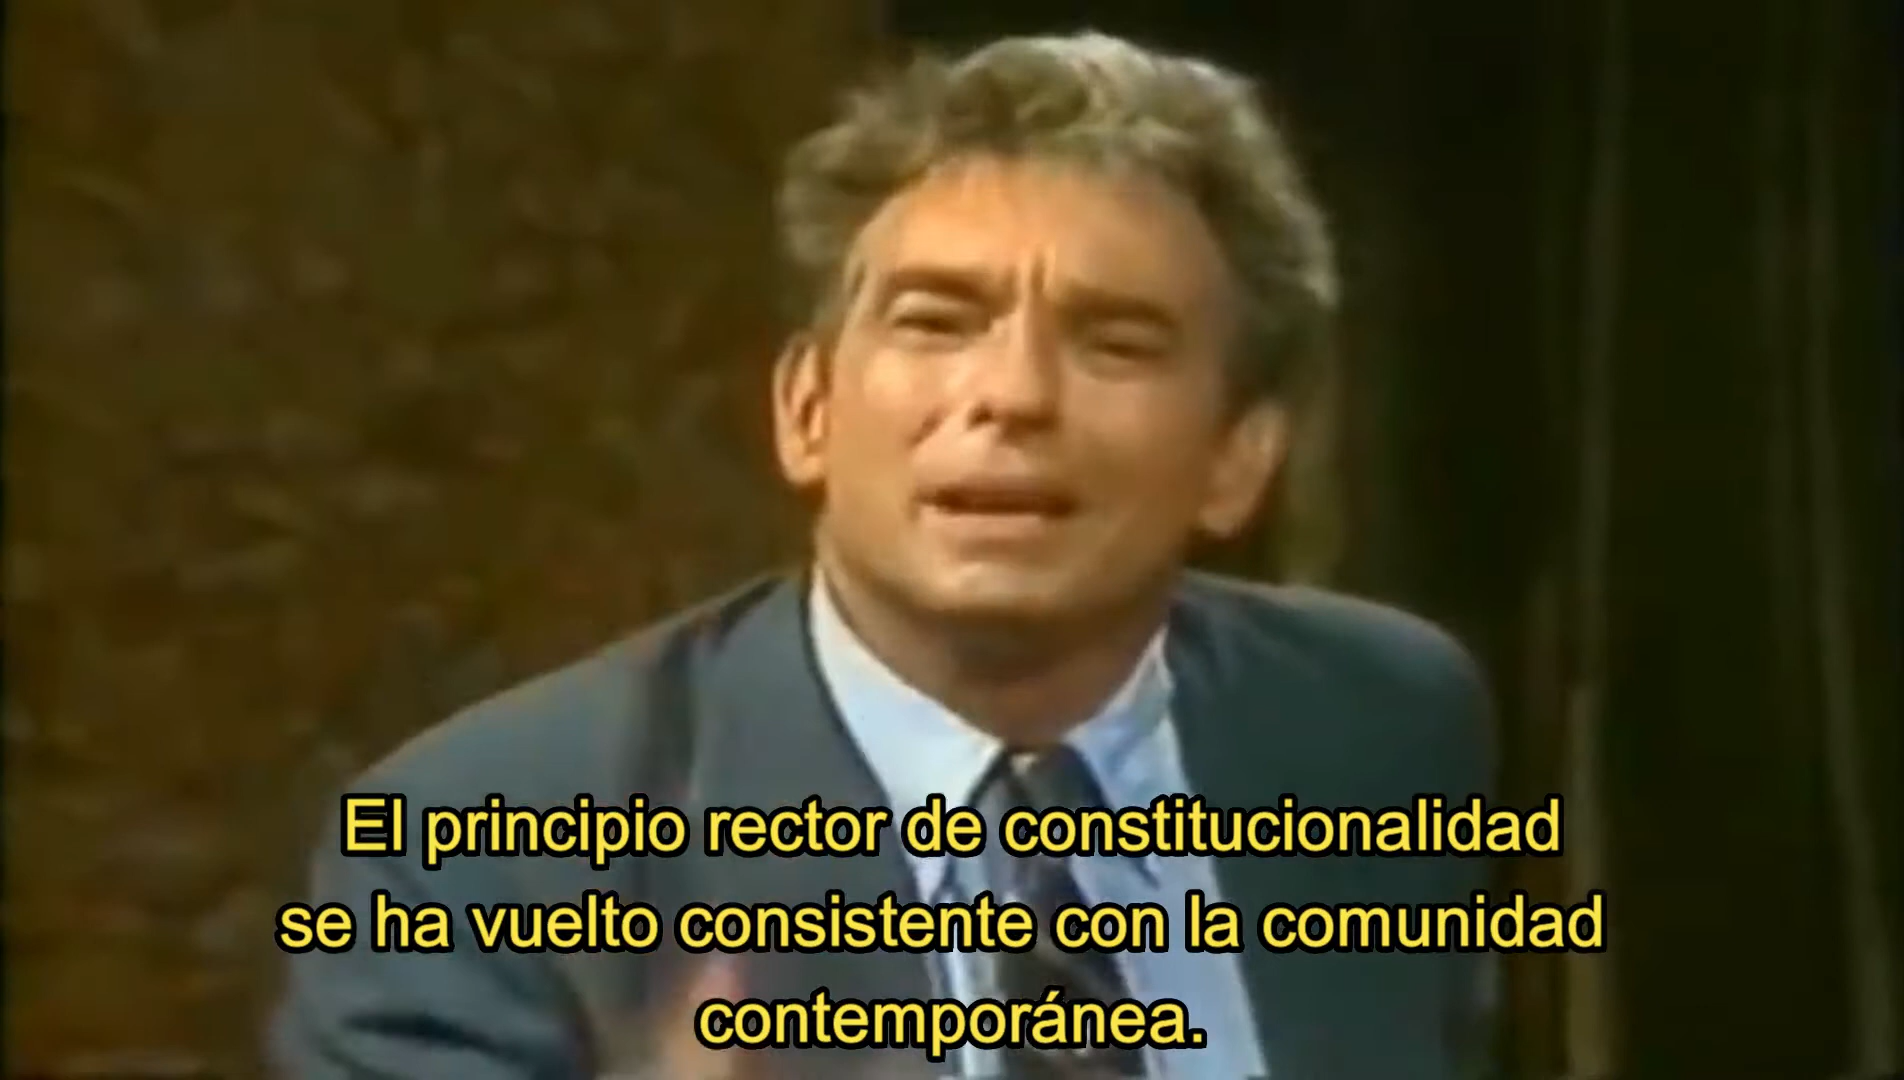 El principio rector de constitucionalidad
se ha vuelto consistente con la comunidad
contemporánea.